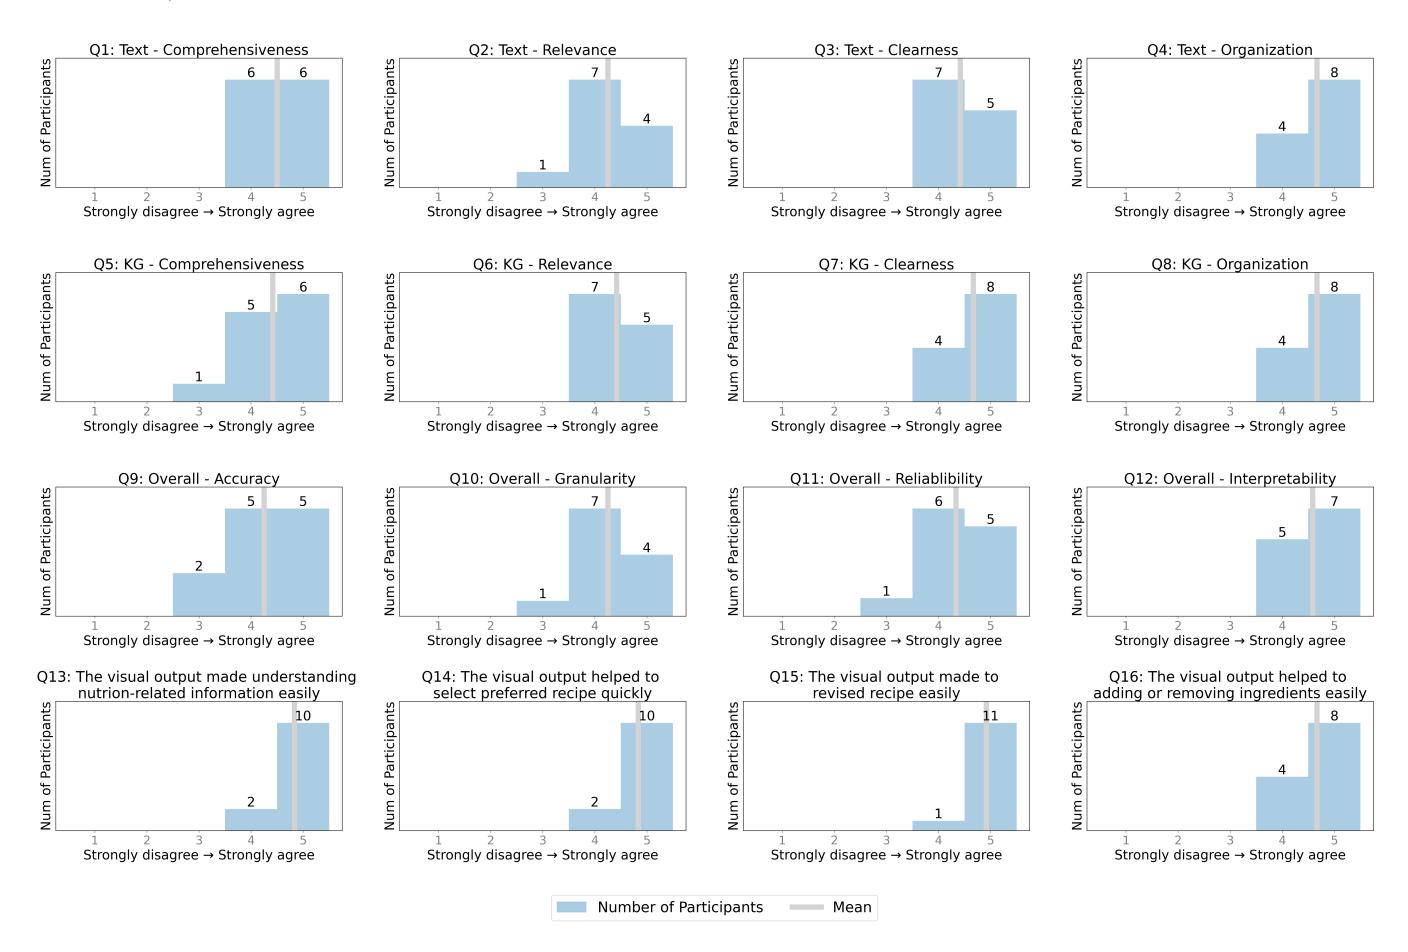 Q1: Text - Comprehensiveness
Num of Participants
6
6
1 2 3 4 5
Strongly disagree → Strongly agree
Q2: Text - Relevance
Num of Participants
1
7
4
1 2 3 4 5
Strongly disagree → Strongly agree
Q3: Text - Clearness
Num of Participants
7
5
1 2 3 4 5
Strongly disagree → Strongly agree
Q4: Text - Organization
Num of Participants
4
8
1 2 3 4 5
Strongly disagree → Strongly agree
Q5: KG - Comprehensiveness
Num of Participants
1
5
6
1 2 3 4 5
Strongly disagree → Strongly agree
Q6: KG - Relevance
Num of Participants
7
5
1 2 3 4 5
Strongly disagree → Strongly agree
Q7: KG - Clearness
Num of Participants
4
8
1 2 3 4 5
Strongly disagree → Strongly agree
Q8: KG - Organization
Num of Participants
4
8
1 2 3 4 5
Strongly disagree → Strongly agree
Q9: Overall - Accuracy
Num of Participants
2
5
5
1 2 3 4 5
Strongly disagree → Strongly agree
Q10: Overall - Granularity
Num of Participants
1
7
4
1 2 3 4 5
Strongly disagree → Strongly agree
Q11: Overall - Reliablibility
Num of Participants
1
6
5
1 2 3 4 5
Strongly disagree → Strongly agree
Q12: Overall - Interpretability
Num of Participants
5
7
1 2 3 4 5
Strongly disagree → Strongly agree
Q13: The visual output made understanding
nutrion-related information easily
Num of Participants
2
10
1 2 3 4 5
Strongly disagree → Strongly agree
Q14: The visual output helped to
select preferred recipe quickly
Num of Participants
2
10
1 2 3 4 5
Strongly disagree → Strongly agree
Q15: The visual output made to
revised recipe easily
Num of Participants
1
11
1 2 3 4 5
Strongly disagree → Strongly agree
Q16: The visual output helped to
adding or removing ingredients easily
Num of Participants
4
8
1 2 3 4 5
Strongly disagree → Strongly agree
Number of Participants Mean